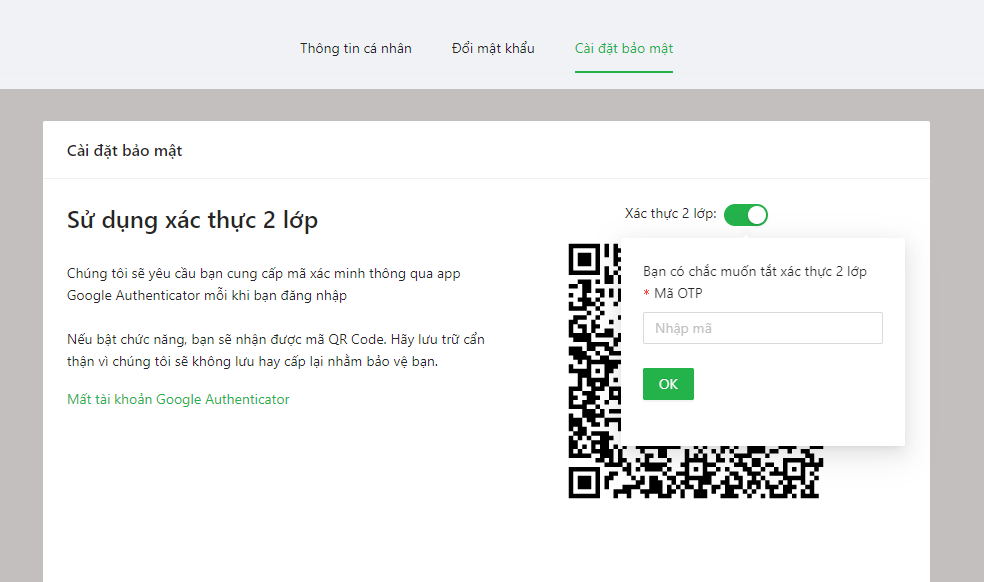 Thông tin cá nhân
Đổi mật khẩu
Cài đặt bảo mật
Cài đặt bảo mật
Sử dụng xác thực 2 lớp
Chúng tôi sẽ yêu cầu bạn cung cấp mã xác minh thông qua app
Google Authenticator mỗi khi bạn đăng nhập
Nếu bật chức năng, bạn sẽ nhận được mã QR Code. Hãy lưu trữ cẩn
thận vì chúng tôi sẽ không lưu hay cấp lại nhằm bảo vệ bạn.
Mất tài khoản Google Authenticator
Xác thực 2 lớp:
Bạn có chắc muốn tắt xác thực 2 lớp
* Mã OTP
Nhập mã
OK